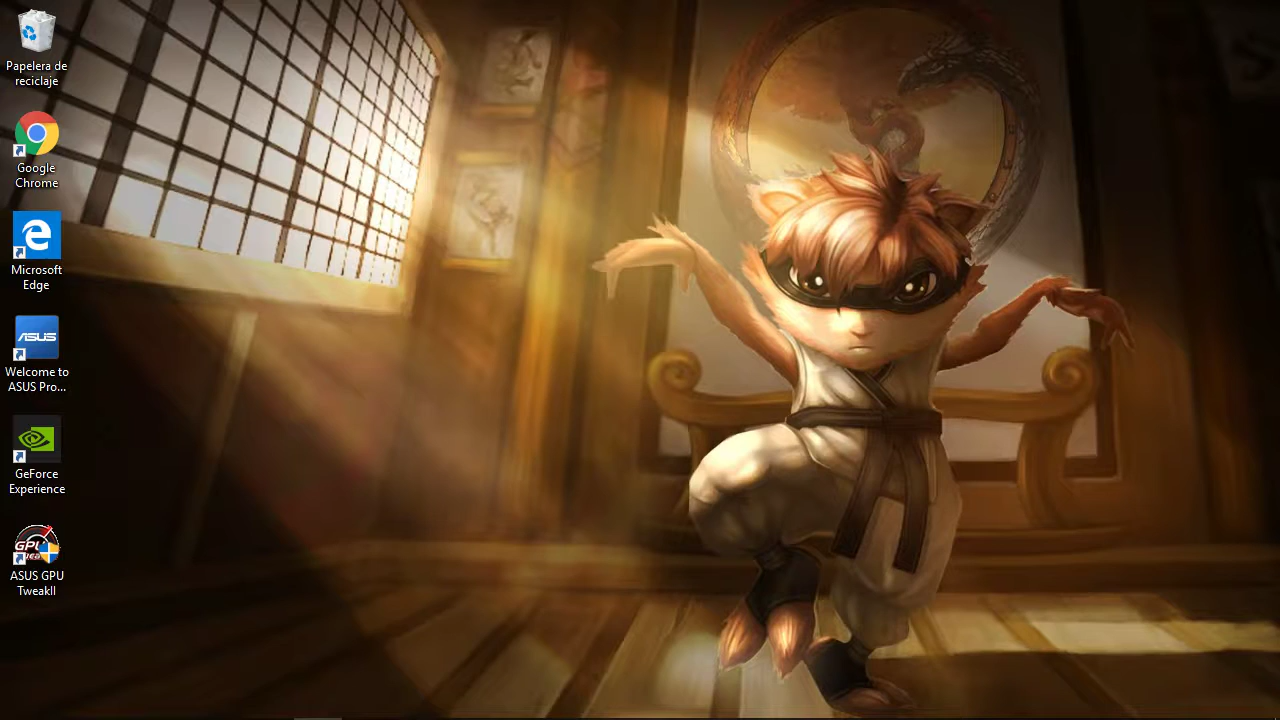 Papelera de
reciclaje
Google
Chrome
Microsoft
Edge
ASUS
Welcome to
ASUS Pro...
GeForce
Experience
GPU
ASUS GPU
TweakII